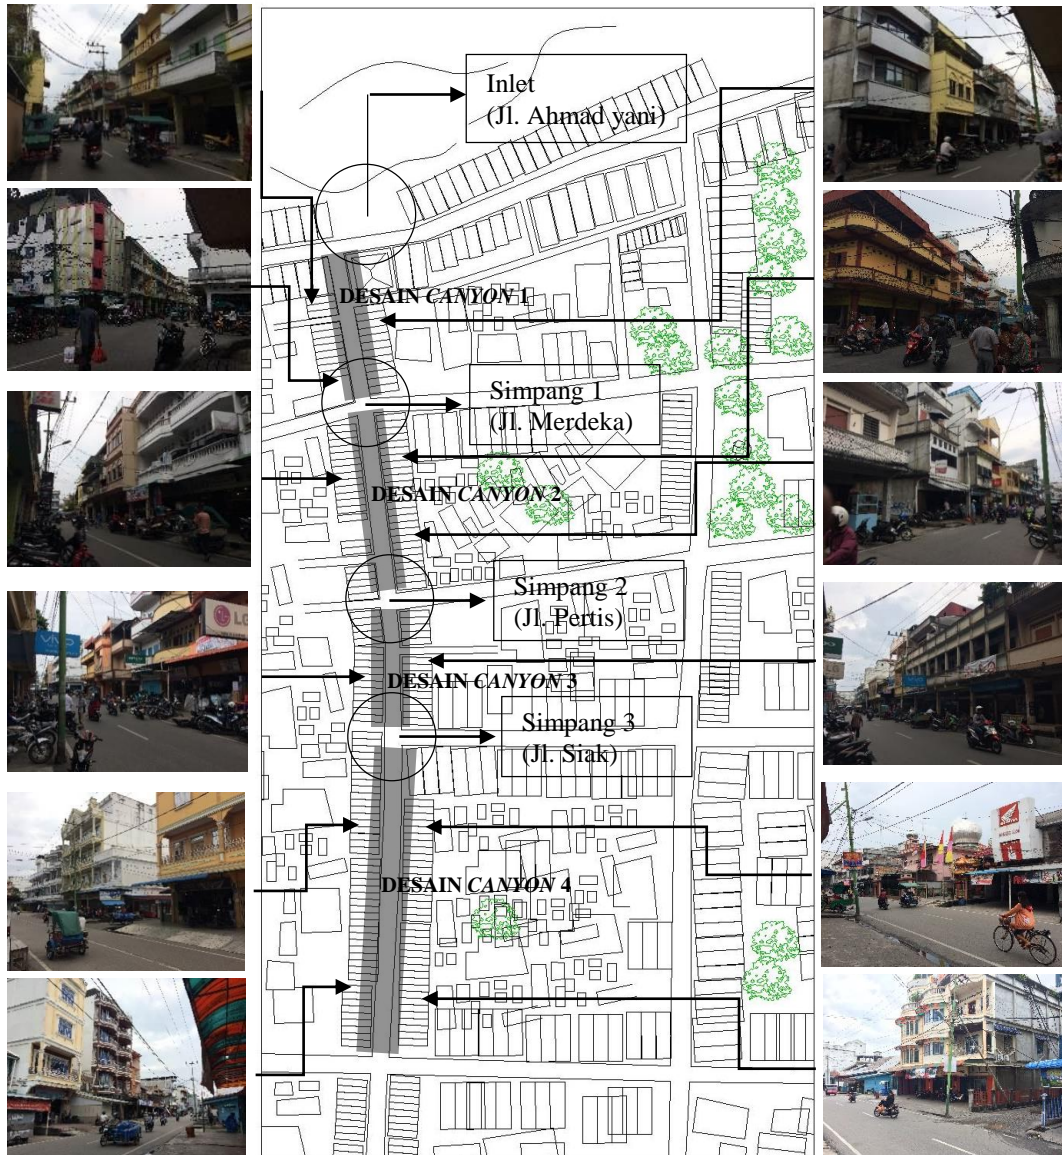 Inlet
(Jl. Ahmad yani)
DESAIN CANYON 1
Simpang 1
(Jl. Merdeka)
DESAIN CANYON 2
Simpang 2
(Jl. Pertis)
LG
DESAIN CANYON 3
Simpang 3
(Jl. Siak)
DESAIN CANYON 4